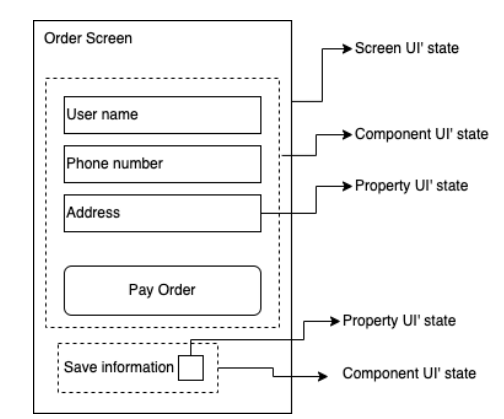 Order Screen
Screen UI' state
User name
Component UI' state
Phone number
Property UI' state
Address
Pay Order
Property UI' state
Save information
Component UI' state